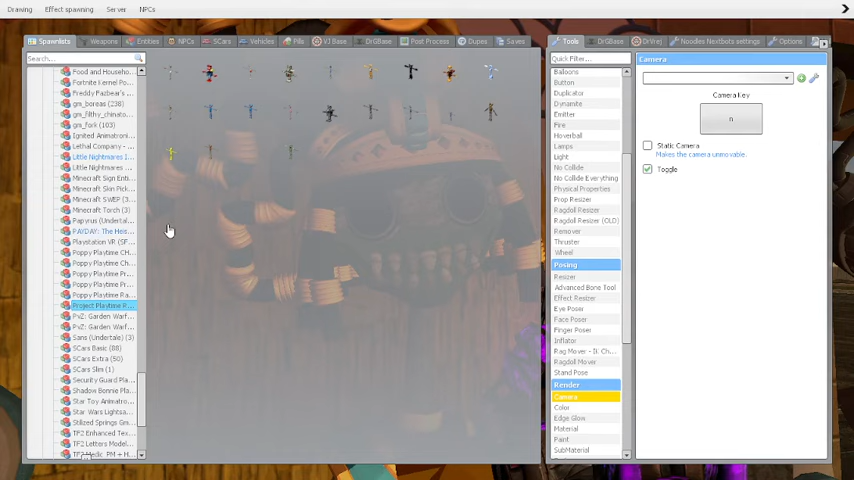 Drawing Effect spawning Server NPCs
Spawnlists Weapons Entities NPCs SCars Vehicles Pills VJ Base DrGBase Post Process Dupes Saves
Search...
Food and Househo...
Fortnite Kernel Po...
Freddy Fazbear's...
gm_boreas (238)
gm_filthy_chinato...
gm_fork (103)
Ignited Animatroni...
Lethal Company - ...
Little Nightmares I...
Little Nightmares ...
Minecraft Sign Enti...
Minecraft Skin Pick...
Minecraft SWEP (3...
Minecraft Torch (3)
Papyrus (Undertal...
PAYDAY: The Heis...
Playstation VR (SF...
Poppy Playtime CH...
Poppy Playtime Ch...
Poppy Playtime Pr...
Poppy Playtime Pr...
Poppy Playtime Ra...
Project Playtime R...
PvZ: Garden Warf...
PvZ: Garden Warf...
Sans (Undertale) (3)
SCars Basic (88)
SCars Extra (50)
SCars Slim (1)
Security Guard Pla...
Shadow Bonnie Pla...
Star Toy Animatro...
Star Wars Lightsa...
Stilized Springs Gm...
TF2 Enhanced Tex...
TF2 Letters Model...
TF2 Medic PM + H...
Tools DrGBase DrVrej Noodles Nextbots settings Options
Quick Filter...
Balloons
Button
Duplicator
Dynamite
Emitter
Fire
Hoverball
Lamps
Light
No Collide
No Collide Everything
Physical Properties
Ragdoll Resizer
Ragdoll Resizer (OLD)
Remover
Thruster
Wheel
Posing
Resizer
Advanced Bone Tool
Effect Resizer
Eye Poser
Face Poser
Finger Poser
Inflator
Rag Mover - IK Ch...
Ragdoll Mover
Stand Pose
Render
Camera
Color
Edge Glow
Material
Paint
SubMaterial
Camera
Camera Key
n
Static Camera
Makes the camera unmovable.
Toggle